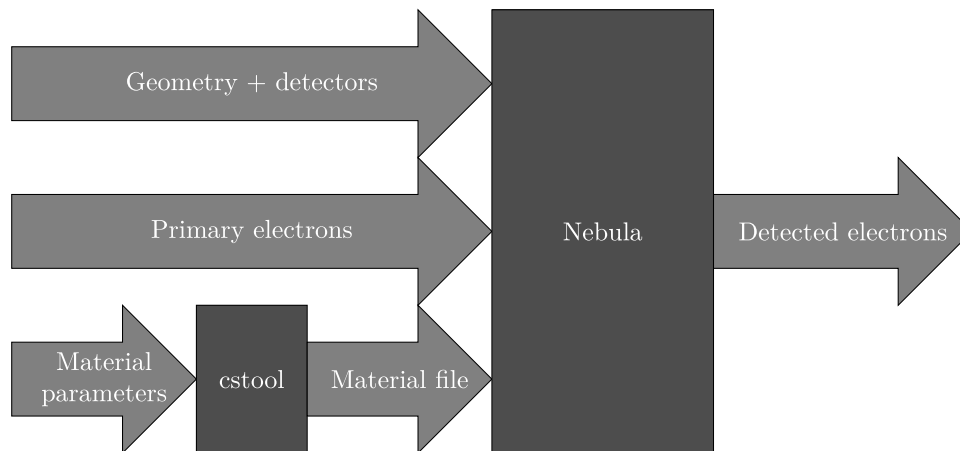 Geometry + detectors
Primary electrons
Nebula
Detected electrons
Material
parameters
cstool
Material file